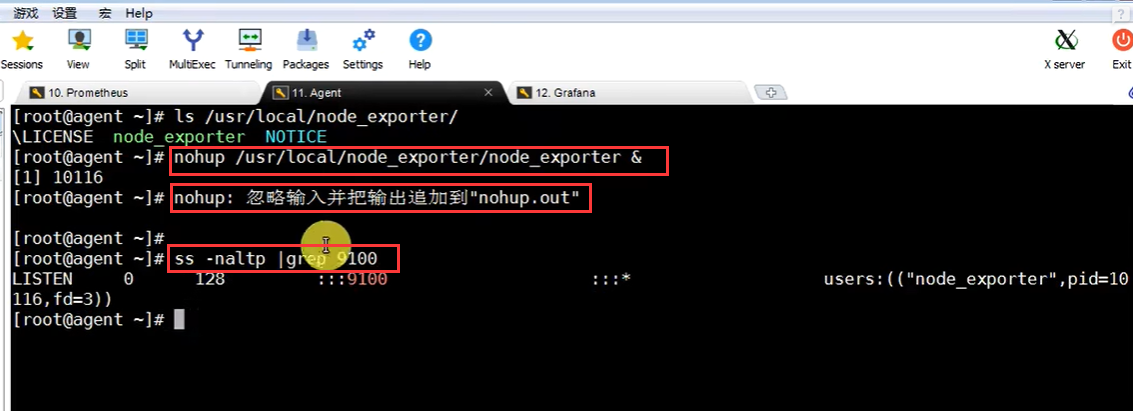 游戏 设置 宏 Help
Sessions View Split MultiExec Tunneling Packages Settings Help X server Exit
10. Prometheus 11. Agent 12. Grafana
[root@agent ~]# ls /usr/local/node_exporter/
\LICENSE node_exporter NOTICE
[root@agent ~]# nohup /usr/local/node_exporter/node_exporter &
[1] 10116
[root@agent ~]# nohup: 忽略输入并把输出追加到"nohup.out"
[root@agent ~]#
[root@agent ~]# ss -naltp |grep 9100
LISTEN 0 128 :::9100 :::* users:(("node_exporter",pid=10
116,fd=3))
[root@agent ~]#